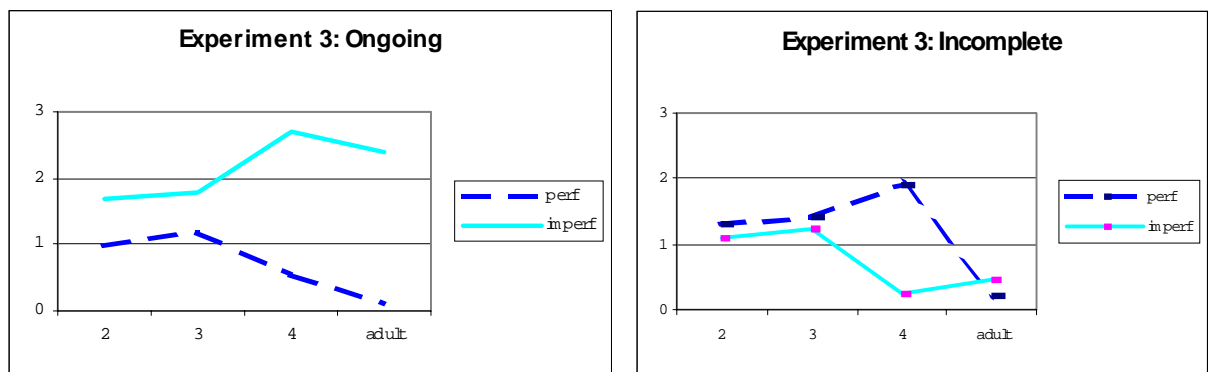 Experiment 3: Ongoing
3
2
1
0
2 3 4 adult
perf
imperf
Experiment 3: Incomplete
3
2
1
0
2 3 4 adult
perf
imperf